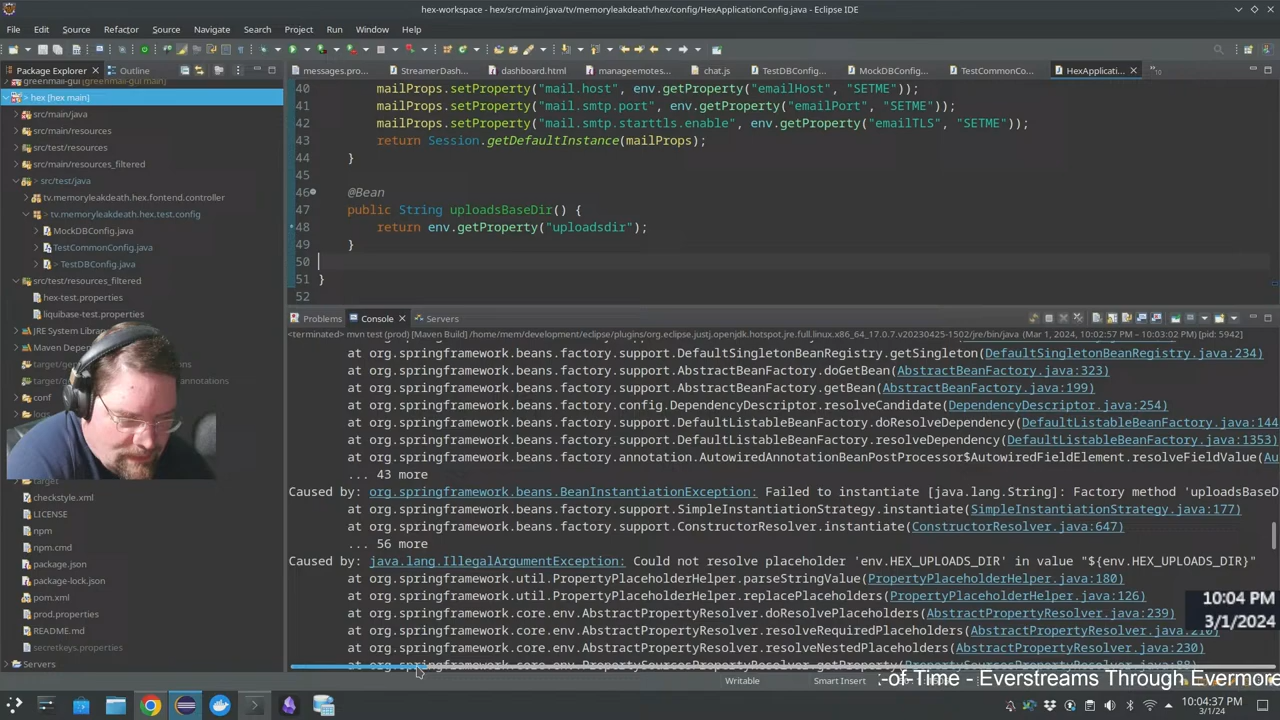 hex-workspace - hex/src/main/java/tv/memoryleakdeath/hex/config/HexApplicationConfig.java - Eclipse IDE
File Edit Source Refactor Source Navigate Search Project Run Window Help
Package Explorer Outline
messages.pro... StreamerDash... dashboard.html manageemotes... chat.js TestDBConfig... MockDBConfig... TestCommonCo... HexApplicati... 10
greenmail-gui [greenmail-gui main]
> hex [hex main]
src/main/java
src/main/resources
src/test/resources
src/main/resources_filtered
> src/test/java
tv.memoryleakdeath.hex.fontend.controller
> tv.memoryleakdeath.hex.test.config
MockDBConfig.java
TestCommonConfig.java
> TestDBConfig.java
src/test/resources_filtered
hex-test.properties
liquibase-test.properties
JRE System Libra
Maven Depen
conf
logs
target
checkstyle.xml
LICENSE
npm
npm.cmd
package.json
package-lock.json
pom.xml
prod.properties
README.md
secretkeys.properties
Servers
40 mailProps.setProperty("mail.host", env.getProperty("emailHost", "SETME"));
41 mailProps.setProperty("mail.smtp.port", env.getProperty("emailPort", "SETME"));
42 mailProps.setProperty("mail.smtp.starttls.enable", env.getProperty("emailTLS", "SETME"));
43 return Session.getDefaultInstance(mailProps);
44 }
45
46 @Bean
47 public String uploadsBaseDir() {
48 return env.getProperty("uploadsdir");
49 }
50
51 }
52
Problems Console Servers
<terminated> mvn test (prod) [Maven Build] /home/mem/development/eclipse/plugins/org.eclipse.justj.openjdk.hotspot.jre.full.linux.x86_64_17.0.7.v20230425-1502/jre/bin/java (Mar 1, 2024, 10:02:57 PM – 10:03:02 PM) [pid: 5942]
at org.springframework.beans.factory.support.DefaultSingletonBeanRegistry.getSingleton(DefaultSingletonBeanRegistry.java:234)
at org.springframework.beans.factory.support.AbstractBeanFactory.doGetBean(AbstractBeanFactory.java:323)
at org.springframework.beans.factory.support.AbstractBeanFactory.getBean(AbstractBeanFactory.java:199)
at org.springframework.beans.factory.config.DependencyDescriptor.resolveCandidate(DependencyDescriptor.java:254)
at org.springframework.beans.factory.support.DefaultListableBeanFactory.doResolveDependency(DefaultListableBeanFactory.java:144
at org.springframework.beans.factory.support.DefaultListableBeanFactory.resolveDependency(DefaultListableBeanFactory.java:1353)
at org.springframework.beans.factory.annotation.AutowiredAnnotationBeanPostProcessor$AutowiredFieldElement.resolveFieldValue(Au
... 43 more
Caused by: org.springframework.beans.BeanInstantiationException: Failed to instantiate [java.lang.String]: Factory method 'uploadsBaseD
at org.springframework.beans.factory.support.SimpleInstantiationStrategy.instantiate(SimpleInstantiationStrategy.java:177)
at org.springframework.beans.factory.support.ConstructorResolver.instantiate(ConstructorResolver.java:647)
... 56 more
Caused by: java.lang.IllegalArgumentException: Could not resolve placeholder 'env.HEX_UPLOADS_DIR' in value "${env.HEX_UPLOADS_DIR}"
at org.springframework.util.PropertyPlaceholderHelper.parseStringValue(PropertyPlaceholderHelper.java:180)
at org.springframework.util.PropertyPlaceholderHelper.replacePlaceholders(PropertyPlaceholderHelper.java:126)
at org.springframework.core.env.AbstractPropertyResolver.doResolvePlaceholders(AbstractPropertyResolver.java:239)
at org.springframework.core.env.AbstractPropertyResolver.resolveRequiredPlaceholders(AbstractPropertyResolver.java:210)
at org.springframework.core.env.AbstractPropertyResolver.resolveNestedPlaceholders(AbstractPropertyResolver.java:230)
at org.springframework.core.env.PropertySourcesPropertyResolver.getProperty(PropertySourcesPropertyResolver.java:88)
10:04 PM
3/1/2024
Writable Smart Insert
:-of-Time - Everstreams Through Evermore
10:04:37 PM
3/1/24